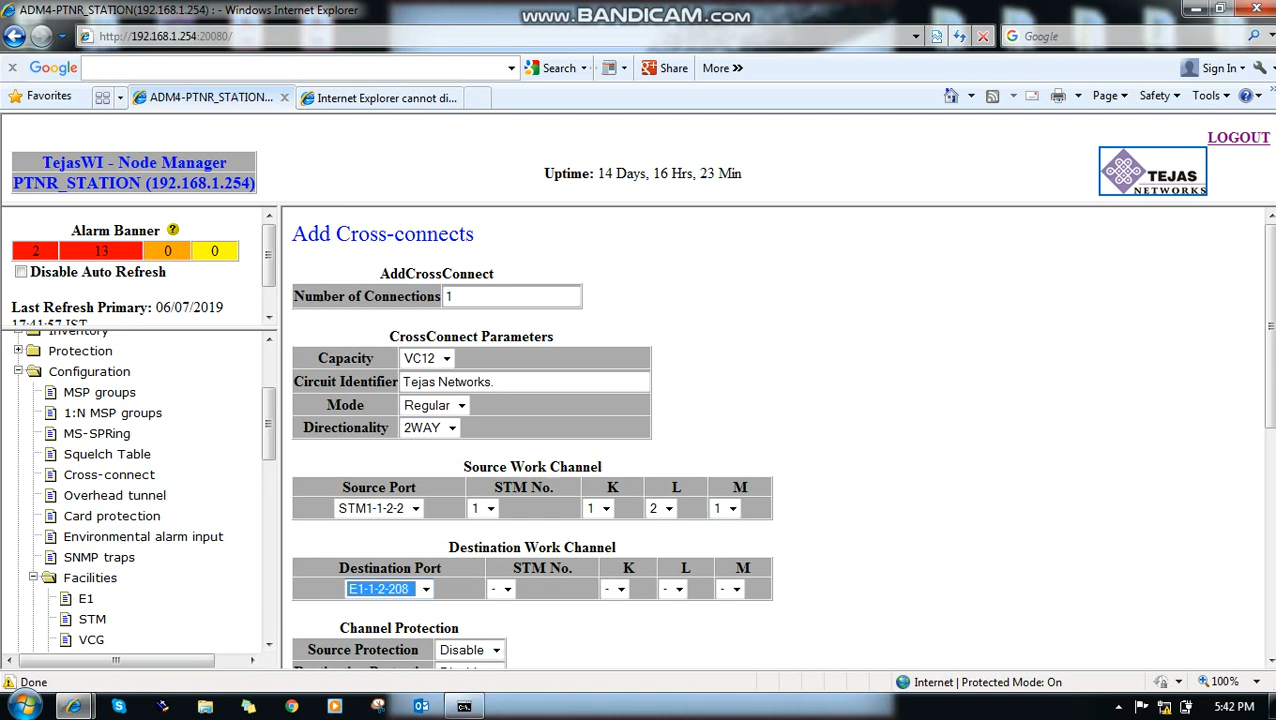 ADM4-PTNR_STATION(192.168.1.254) : - Windows Internet Explorer
www.BANDICAM.com
http://192.168.1.254:20080/
Google
x Google Search Share More » Sign In
Favorites ADM4-PTNR_STATION... x Internet Explorer cannot di... Page Safety Tools
LOGOUT
TejasWI - Node Manager
PTNR_STATION (192.168.1.254)
Uptime: 14 Days, 16 Hrs, 23 Min
TEJAS
NETWORKS
Alarm Banner ?
2 13 0 0
Disable Auto Refresh
Last Refresh Primary: 06/07/2019
17:41:57 IST
Inventory
Protection
Configuration
MSP groups
1:N MSP groups
MS-SPRing
Squelch Table
Cross-connect
Overhead tunnel
Card protection
Environmental alarm input
SNMP traps
Facilities
E1
STM
VCG
Add Cross-connects
AddCrossConnect
Number of Connections 1
CrossConnect Parameters
Capacity VC12
Circuit Identifier Tejas Networks.
Mode Regular
Directionality 2WAY
Source Work Channel
Source Port STM No. K L M
STM1-1-2-2 1 1 2 1
Destination Work Channel
Destination Port STM No. K L M
E1-1-2-208 - - - -
Channel Protection
Source Protection Disable
Done Internet | Protected Mode: On 100%
5:42 PM